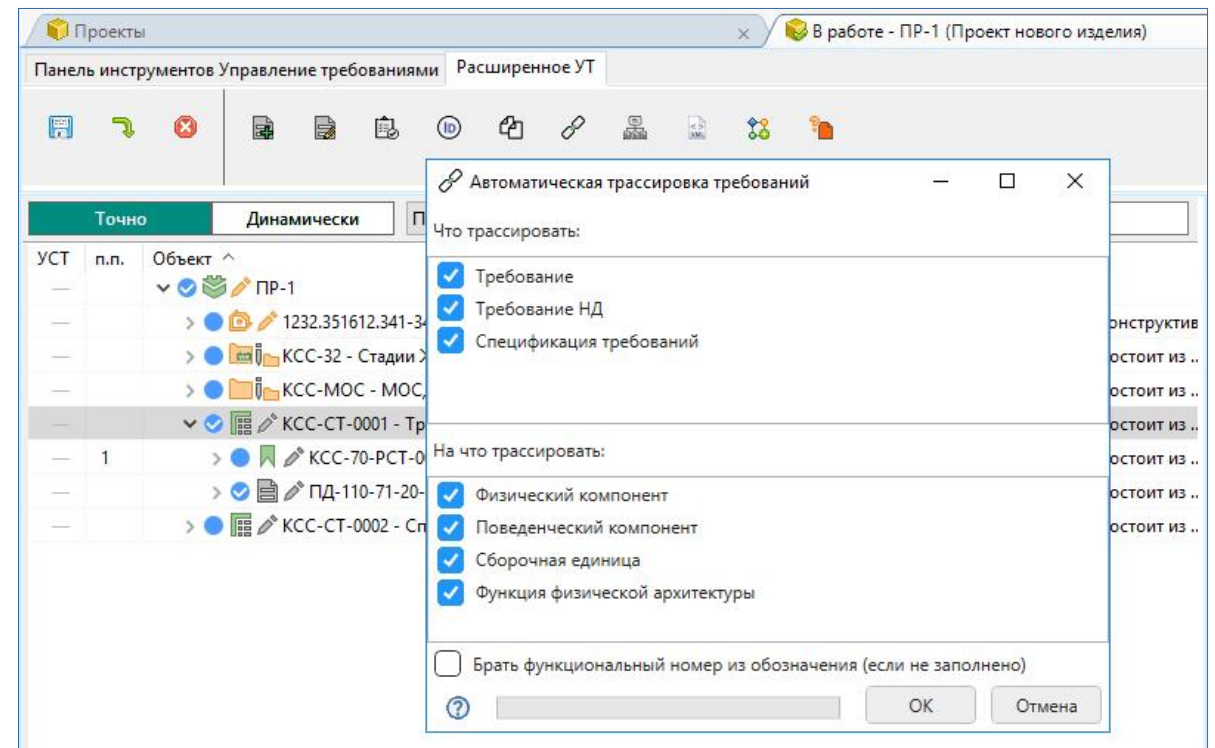 Проекты
В работе - ПР-1 (Проект нового изделия)
Панель инструментов Управление требованиями Расширенное УТ
ID
XML
Автоматическая трассировка требований
Точно Динамически П
Что трассировать:
УСТ п.п. Объект
Требование
— ПР-1
Требование НД
— 1232.351612.341-34 онструктив
Спецификация требований
— КСС-32 - Стадии остоит из ..
— КСС-МОС - МОС, остоит из ..
— КСС-СТ-0001 - Тр остоит из ..
На что трассировать:
— 1 КСС-70-РСТ-0 остоит из ..
Физический компонент
— ПД-110-71-20- остоит из ..
Поведенческий компонент
— КСС-СТ-0002 - Сп остоит из ..
Сборочная единица
Функция физической архитектуры
Брать функциональный номер из обозначения (если не заполнено)
? ОК Отмена